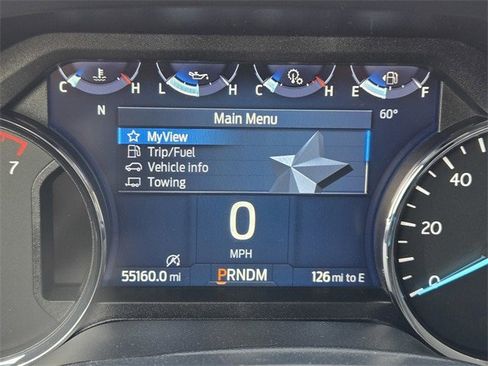 C H L H C H E F
N 60°
Main Menu
MyView
Trip/Fuel
Vehicle info
Towing
7
40
20
0
0
MPH
55160.0 mi PRNDM 126 mi to E